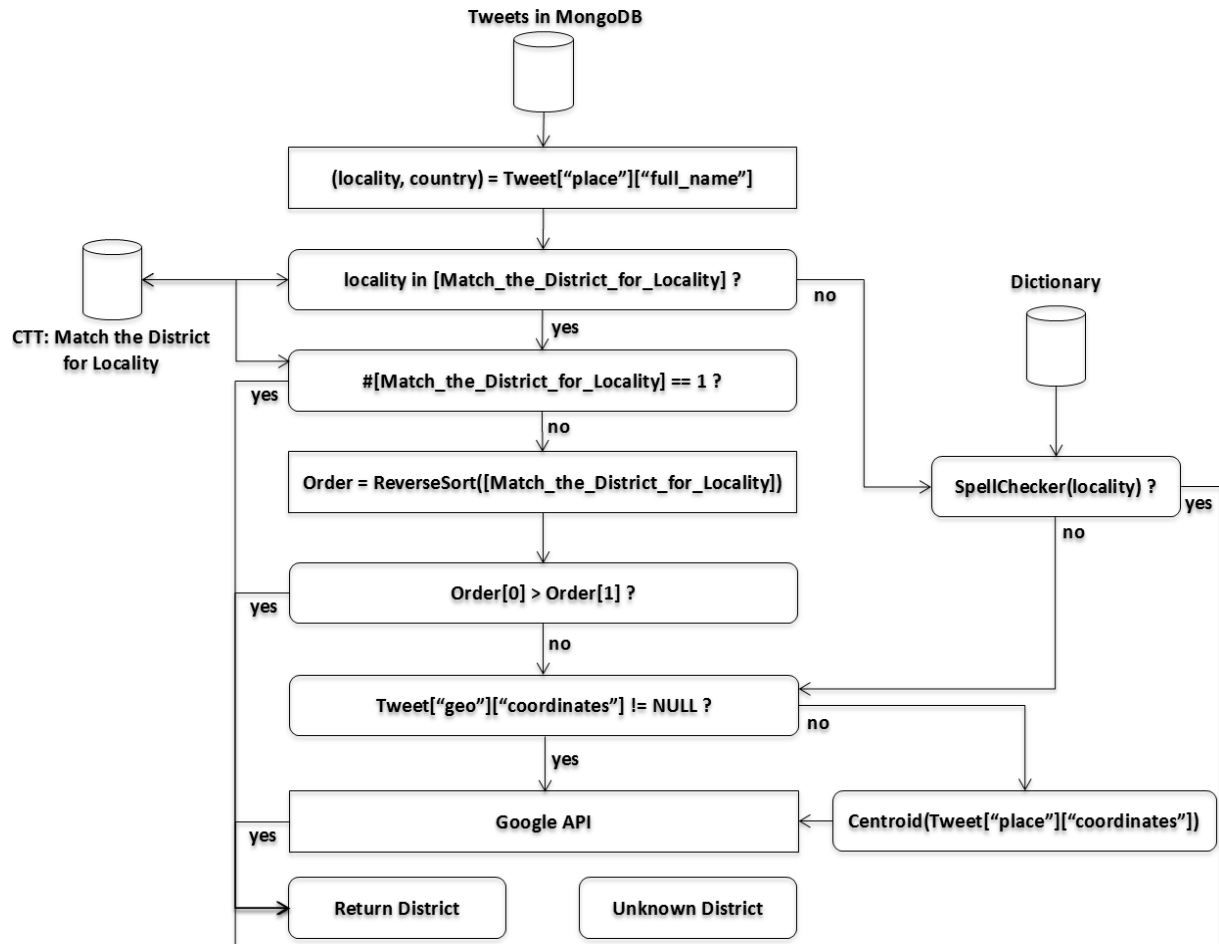 Tweets in MongoDB
(locality, country) = Tweet[“place”][“full_name”]
locality in [Match_the_District_for_Locality] ?
no
Dictionary
CTT: Match the District
for Locality
yes
#[Match_the_District_for_Locality] == 1 ?
yes
no
Order = ReverseSort([Match_the_District_for_Locality])
SpellChecker(locality) ?
yes
no
Order[0] > Order[1] ?
yes
no
Tweet[“geo”][“coordinates”] != NULL ?
no
yes
Google API
yes
Centroid(Tweet[“place”][“coordinates”])
Return District
Unknown District